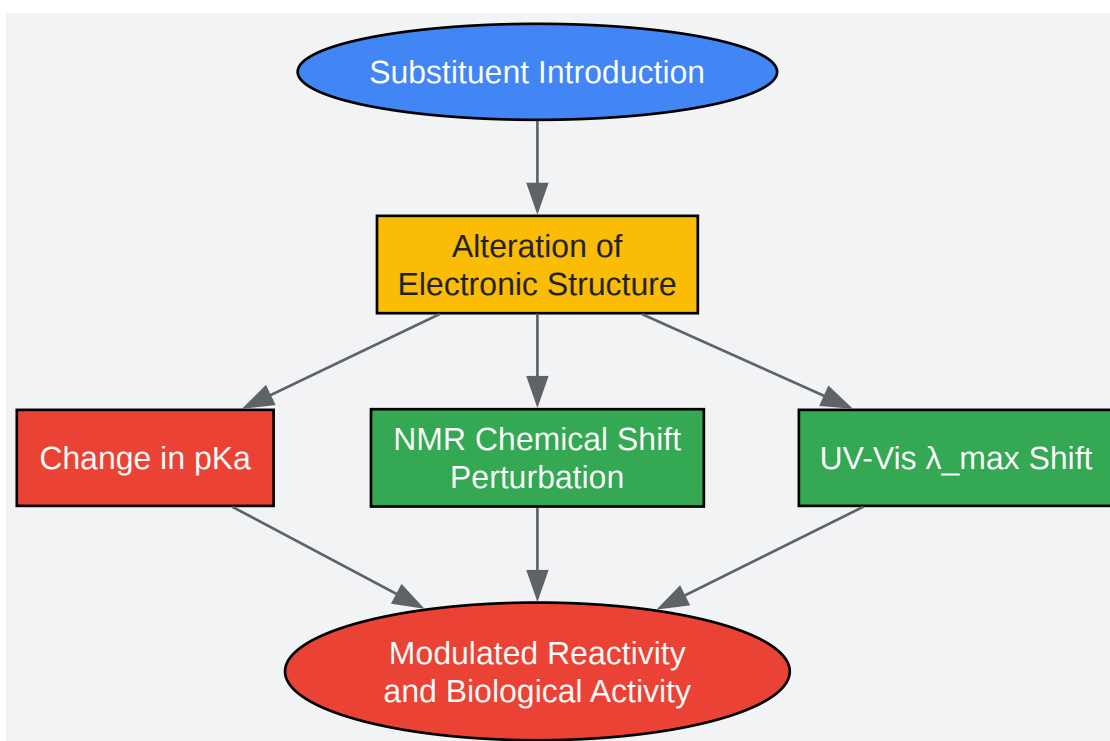 Substituent Introduction
Alteration of
Electronic Structure
Change in pKa
NMR Chemical Shift
Perturbation
UV-Vis λ_max Shift
Modulated Reactivity
and Biological Activity